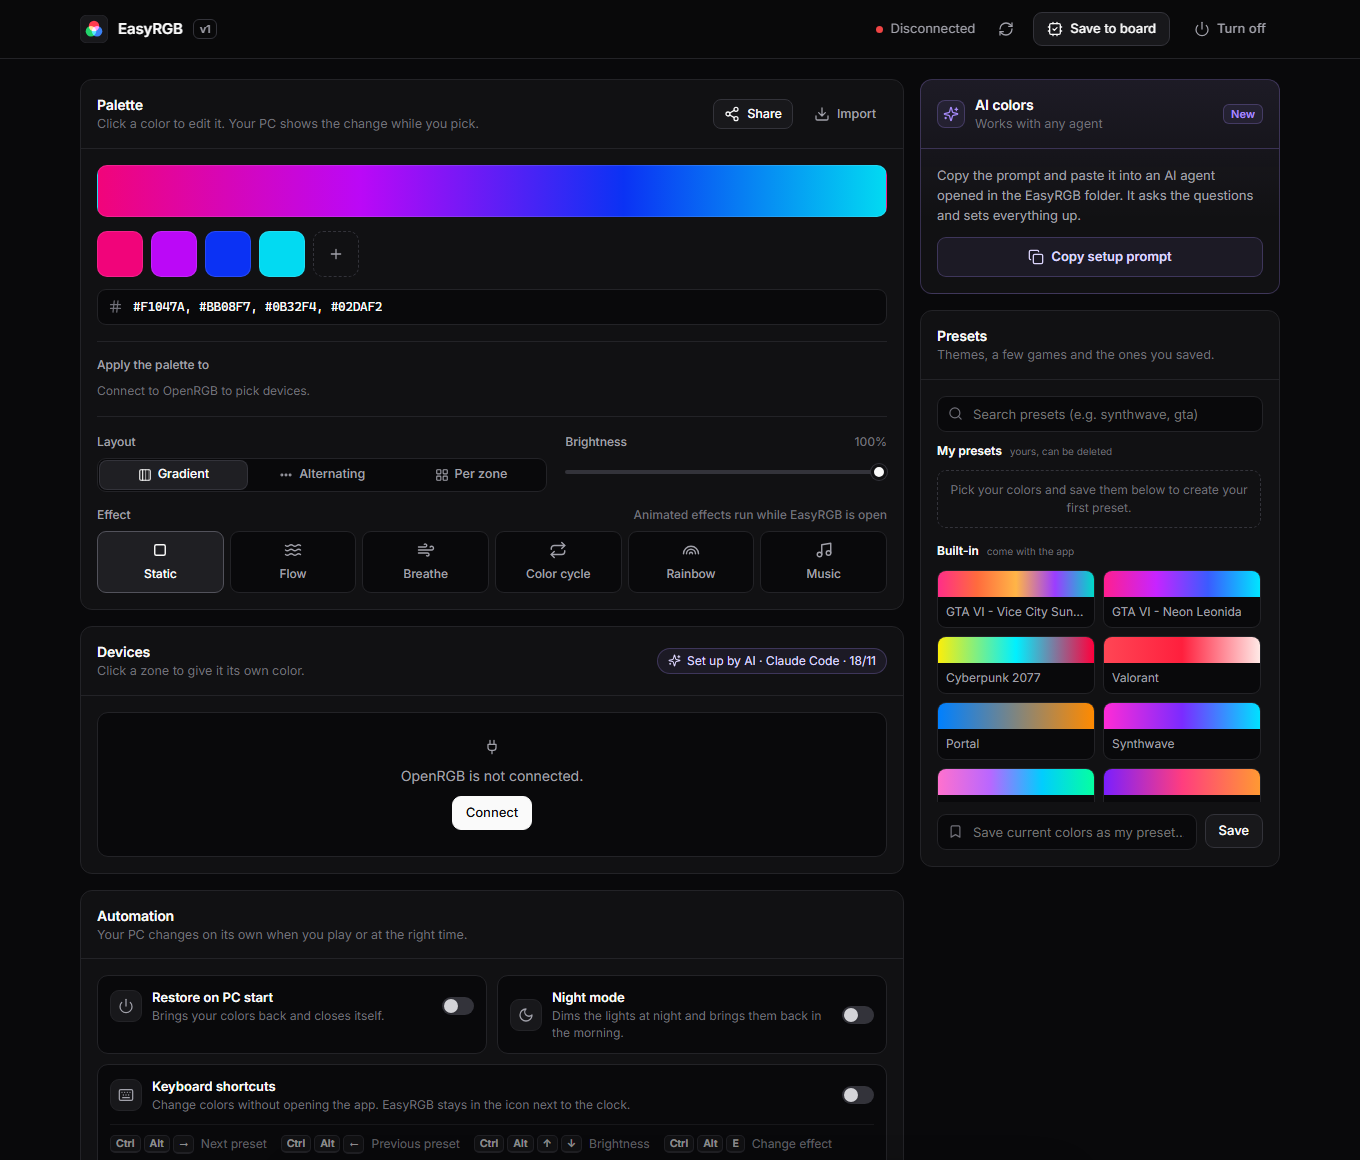 EasyRGB v1
Disconnected
Save to board
Turn off
Palette
Click a color to edit it. Your PC shows the change while you pick.
Share
Import
#F1047A, #BB08F7, #0B32F4, #02DAF2
Apply the palette to
Connect to OpenRGB to pick devices.
Layout
Gradient
Alternating
Per zone
Brightness
100%
Effect
Animated effects run while EasyRGB is open
Static
Flow
Breathe
Color cycle
Rainbow
Music
Devices
Click a zone to give it its own color.
Set up by AI · Claude Code · 18/11
OpenRGB is not connected.
Connect
Automation
Your PC changes on its own when you play or at the right time.
Restore on PC start
Brings your colors back and closes itself.
Night mode
Dims the lights at night and brings them back in
the morning.
Keyboard shortcuts
Change colors without opening the app. EasyRGB stays in the icon next to the clock.
Ctrl Alt → Next preset
Ctrl Alt ← Previous preset
Ctrl Alt ↑ ↓ Brightness
Ctrl Alt E Change effect
AI colors
Works with any agent
New
Copy the prompt and paste it into an AI agent
opened in the EasyRGB folder. It asks the questions
and sets everything up.
Copy setup prompt
Presets
Themes, a few games and the ones you saved.
Search presets (e.g. synthwave, gta)
My presets yours, can be deleted
Pick your colors and save them below to create your
first preset.
Built-in come with the app
GTA VI - Vice City Sun...
GTA VI - Neon Leonida
Cyberpunk 2077
Valorant
Portal
Synthwave
Save current colors as my preset..
Save